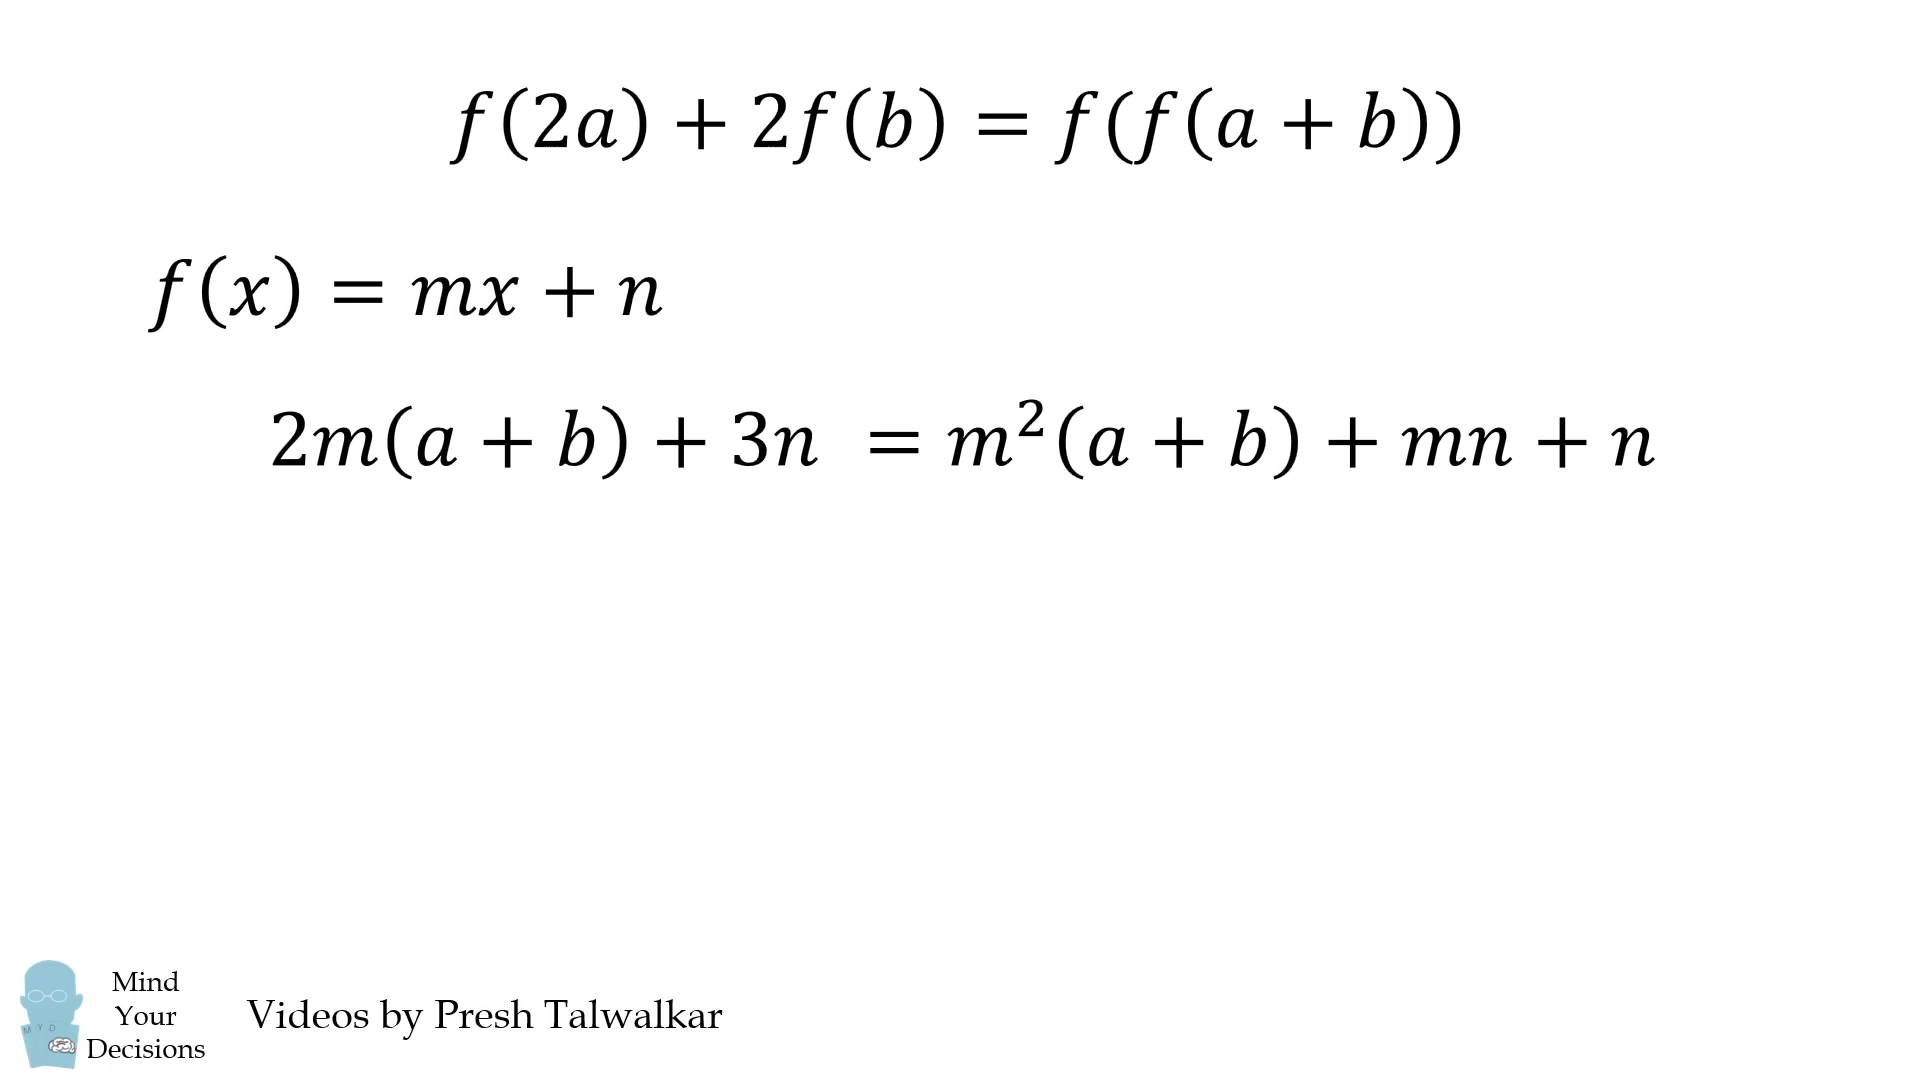 f(2a) + 2f(b) = f(f(a + b))
f(x) = mx + n
2m(a + b) + 3n = m²(a + b) + mn + n
Mind
Your
Decisions
M Y D
Videos by Presh Talwalkar